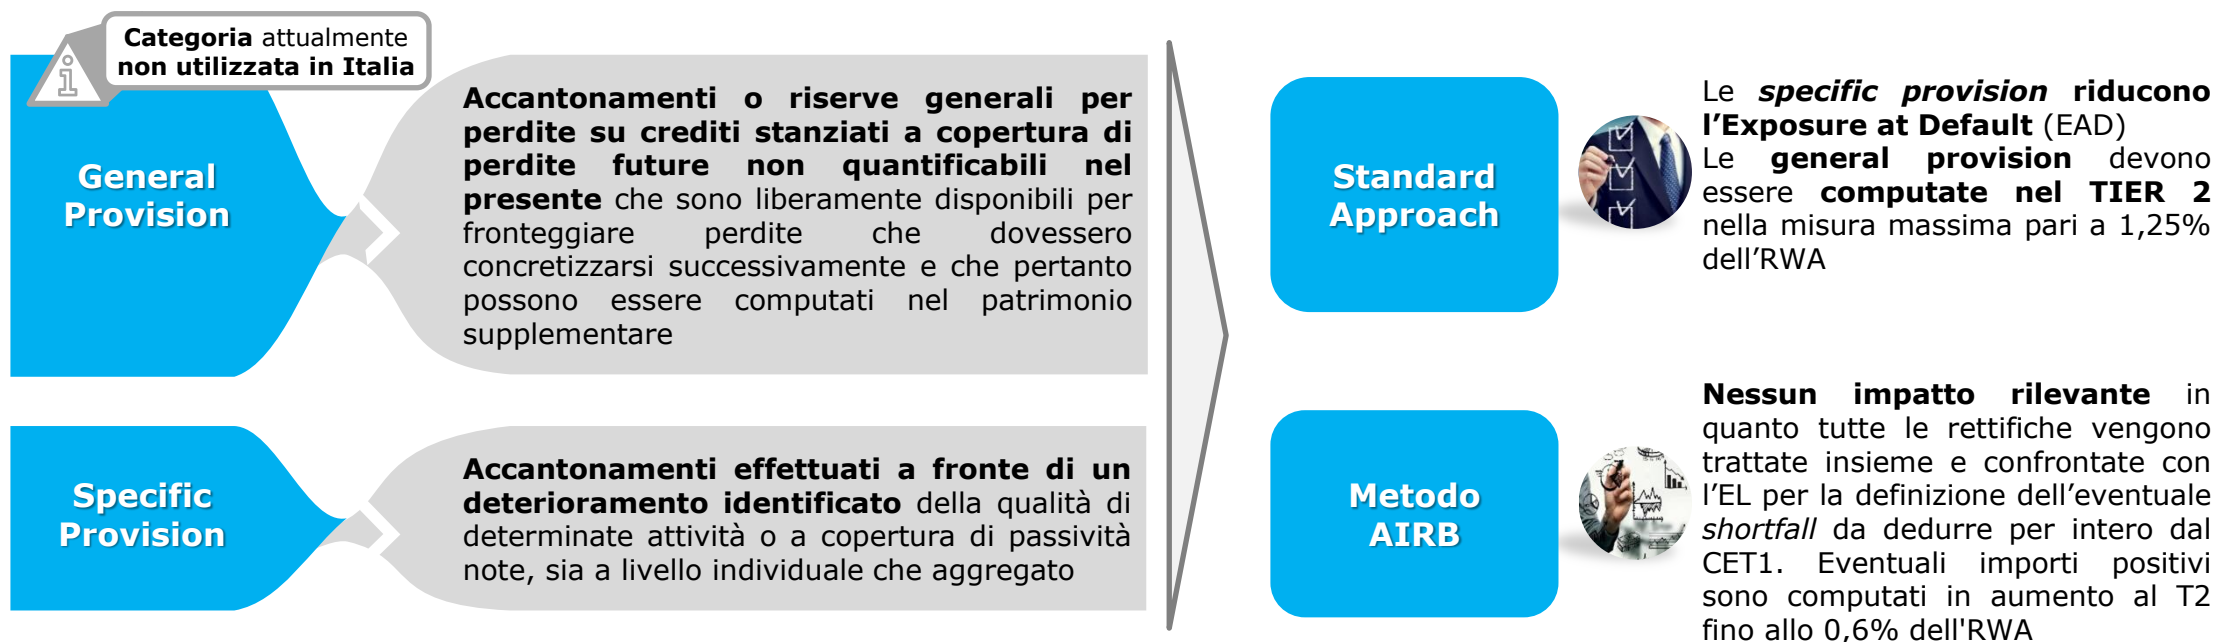 Categoria attualmente
non utilizzata in Italia
General
Provision
Accantonamenti o riserve generali per
perdite su crediti stanziati a copertura di
perdite future non quantificabili nel
presente che sono liberamente disponibili per
fronteggiare perdite che dovessero
concretizzarsi successivamente e che pertanto
possono essere computati nel patrimonio
supplementare
Specific
Provision
Accantonamenti effettuati a fronte di un
deterioramento identificato della qualità di
determinate attività o a copertura di passività
note, sia a livello individuale che aggregato
Standard
Approach
Le specific provision riducono
l’Exposure at Default (EAD)
Le general provision devono
essere computate nel TIER 2
nella misura massima pari a 1,25%
dell’RWA
Metodo
AIRB
Nessun impatto rilevante in
quanto tutte le rettifiche vengono
trattate insieme e confrontate con
l’EL per la definizione dell’eventuale
shortfall da dedurre per intero dal
CET1. Eventuali importi positivi
sono computati in aumento al T2
fino allo 0,6% dell'RWA